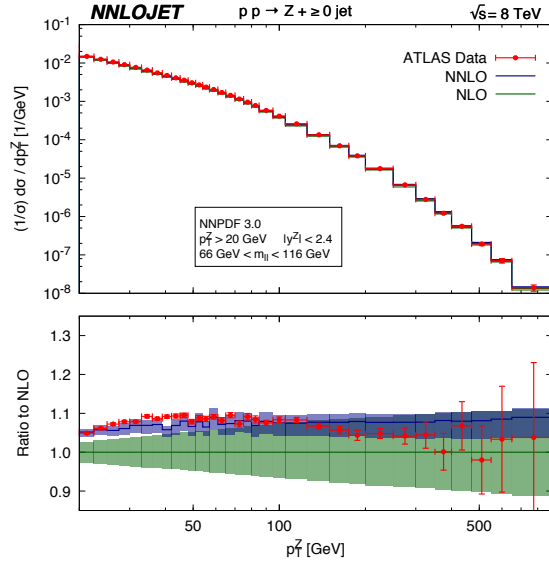 NNLOJET p p → Z + ≥ 0 jet √s = 8 TeV
ATLAS Data
NNLO
NLO
(1/σ) dσ / dp_T^Z [1/GeV]
10^-1
10^-2
10^-3
10^-4
10^-5
10^-6
10^-7
10^-8
NNPDF 3.0
p_T^Z > 20 GeV |y^Z| < 2.4
66 GeV < m_ll < 116 GeV
Ratio to NLO
1.3
1.2
1.1
1.0
0.9
50 100 500
p_T^Z [GeV]